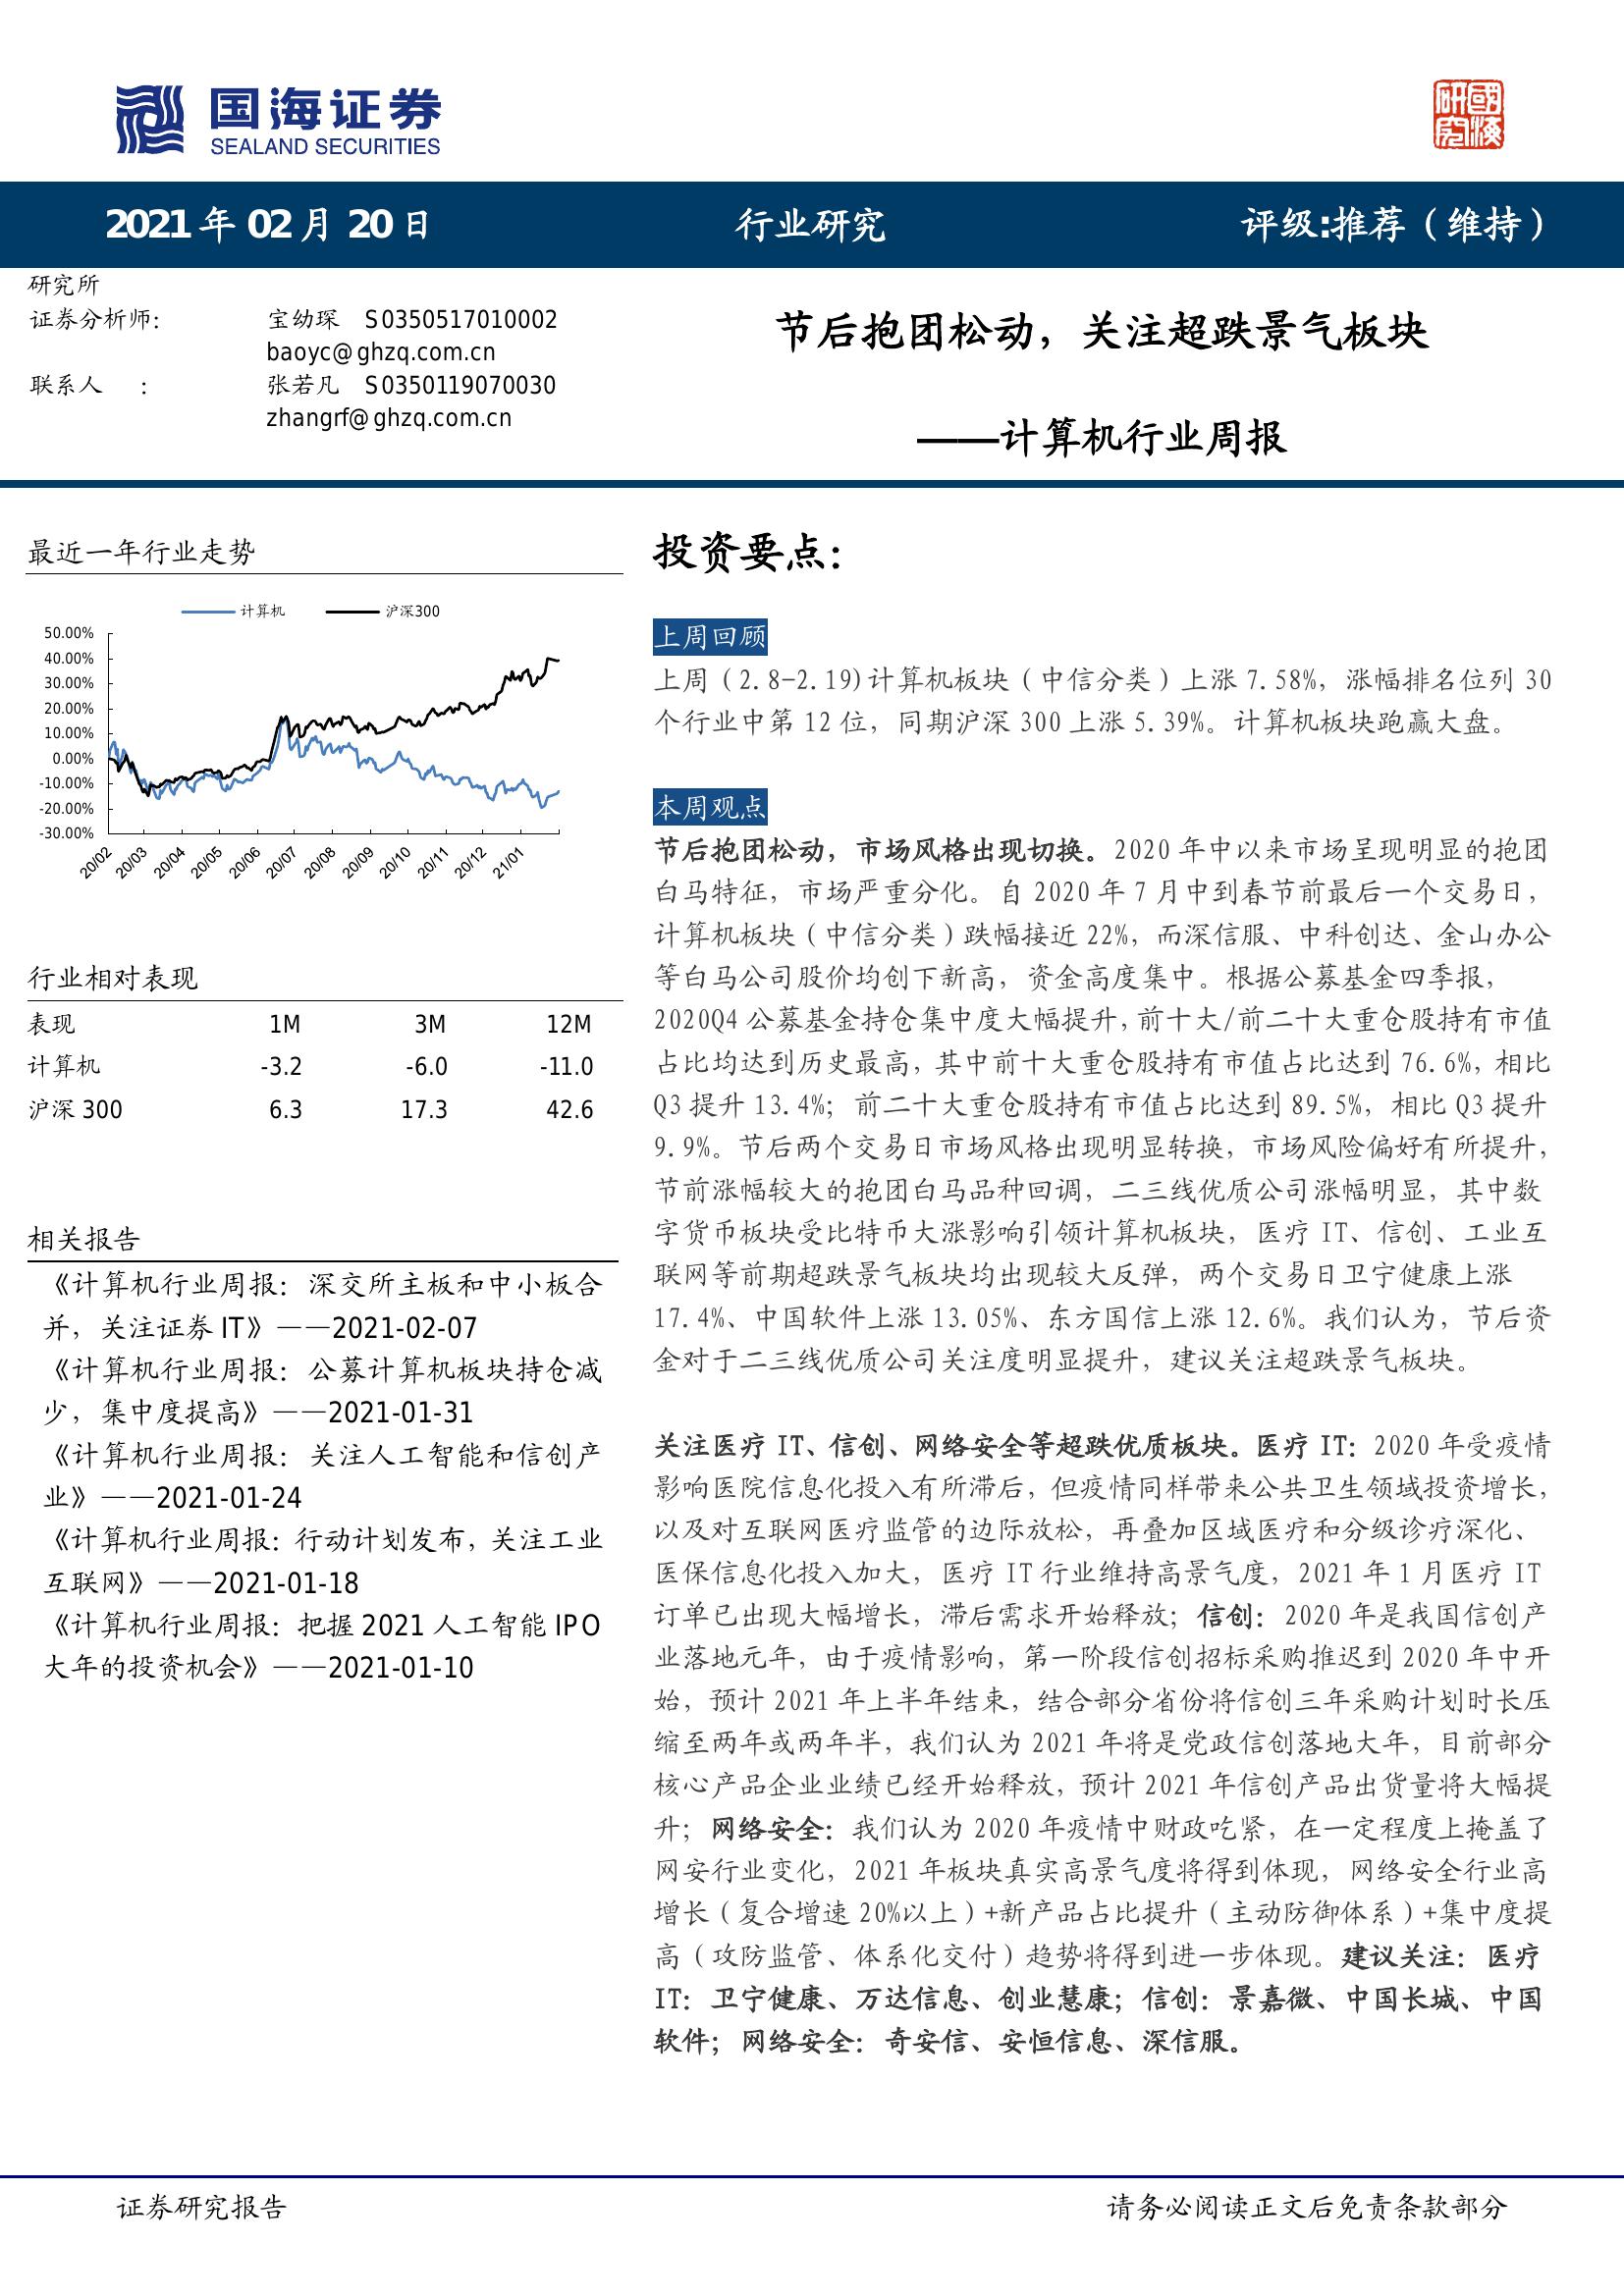 国海证券
SEALAND SECURITIES
國海研究
2021 年 02 月 20 日
行业研究
评级:推荐（维持）
研究所
证券分析师:
宝幼琛 S0350517010002
baoyc@ghzq.com.cn
联系人 :
张若凡 S0350119070030
zhangrf@ghzq.com.cn
节后抱团松动，关注超跌景气板块
——计算机行业周报
最近一年行业走势
计算机
沪深300
50.00%
40.00%
30.00%
20.00%
10.00%
0.00%
-10.00%
-20.00%
-30.00%
20/02
20/03
20/04
20/05
20/06
20/07
20/08
20/09
20/10
20/11
20/12
21/01
行业相对表现
表现 1M 3M 12M
计算机 -3.2 -6.0 -11.0
沪深 300 6.3 17.3 42.6
相关报告
《计算机行业周报：深交所主板和中小板合
并，关注证券 IT》——2021-02-07
《计算机行业周报：公募计算机板块持仓减
少，集中度提高》——2021-01-31
《计算机行业周报：关注人工智能和信创产
业》——2021-01-24
《计算机行业周报：行动计划发布，关注工业
互联网》——2021-01-18
《计算机行业周报：把握 2021 人工智能 IPO
大年的投资机会》——2021-01-10
投资要点：
上周回顾
上周（2.8-2.19)计算机板块（中信分类）上涨 7.58%，涨幅排名位列 30
个行业中第 12 位，同期沪深 300 上涨 5.39%。计算机板块跑赢大盘。
本周观点
节后抱团松动，市场风格出现切换。2020 年中以来市场呈现明显的抱团
白马特征，市场严重分化。自 2020 年 7 月中到春节前最后一个交易日，
计算机板块（中信分类）跌幅接近 22%，而深信服、中科创达、金山办公
等白马公司股价均创下新高，资金高度集中。根据公募基金四季报，
2020Q4 公募基金持仓集中度大幅提升，前十大/前二十大重仓股持有市值
占比均达到历史最高，其中前十大重仓股持有市值占比达到 76.6%，相比
Q3 提升 13.4%；前二十大重仓股持有市值占比达到 89.5%，相比 Q3 提升
9.9%。节后两个交易日市场风格出现明显转换，市场风险偏好有所提升，
节前涨幅较大的抱团白马品种回调，二三线优质公司涨幅明显，其中数
字货币板块受比特币大涨影响引领计算机板块，医疗 IT、信创、工业互
联网等前期超跌景气板块均出现较大反弹，两个交易日卫宁健康上涨
17.4%、中国软件上涨 13.05%、东方国信上涨 12.6%。我们认为，节后资
金对于二三线优质公司关注度明显提升，建议关注超跌景气板块。
关注医疗 IT、信创、网络安全等超跌优质板块。医疗 IT：2020 年受疫情
影响医院信息化投入有所滞后，但疫情同样带来公共卫生领域投资增长，
以及对互联网医疗监管的边际放松，再叠加区域医疗和分级诊疗深化、
医保信息化投入加大，医疗 IT 行业维持高景气度，2021 年 1 月医疗 IT
订单已出现大幅增长，滞后需求开始释放；信创：2020 年是我国信创产
业落地元年，由于疫情影响，第一阶段信创招标采购推迟到 2020 年中开
始，预计 2021 年上半年结束，结合部分省份将信创三年采购计划时长压
缩至两年或两年半，我们认为 2021 年将是党政信创落地大年，目前部分
核心产品企业业绩已经开始释放，预计 2021 年信创产品出货量将大幅提
升；网络安全：我们认为 2020 年疫情中财政吃紧，在一定程度上掩盖了
网安行业变化，2021 年板块真实高景气度将得到体现，网络安全行业高
增长（复合增速 20%以上）+新产品占比提升（主动防御体系）+集中度提
高（攻防监管、体系化交付）趋势将得到进一步体现。建议关注：医疗
IT：卫宁健康、万达信息、创业慧康；信创：景嘉微、中国长城、中国
软件；网络安全：奇安信、安恒信息、深信服。
证券研究报告
请务必阅读正文后免责条款部分